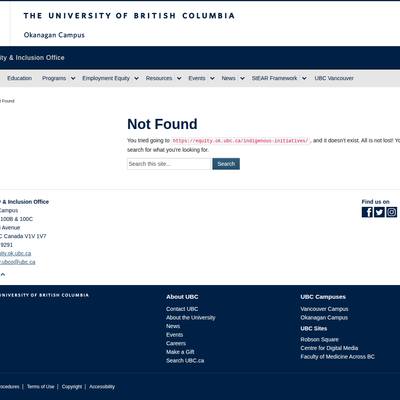 THE UNIVERSITY OF BRITISH COLUMBIA
Okanagan Campus
& Inclusion Office
Education Programs Employment Equity Resources Events News StEAR Framework UBC Vancouver
Found
Not Found
You tried going to https://equity.ok.ubc.ca/indigenous-initiatives/ , and it doesn't exist. All is not lost! Yo
search for what you're looking for.
Search this site... Search
& Inclusion Office
Campus
100B & 100C
Avenue
C Canada V1V 1V7
9291
ity.ok.ubc.ca
.ubco@ubc.ca
Find us on
UNIVERSITY OF BRITISH COLUMBIA
About UBC
Contact UBC
About the University
News
Events
Careers
Make a Gift
Search UBC.ca
UBC Campuses
Vancouver Campus
Okanagan Campus
UBC Sites
Robson Square
Centre for Digital Media
Faculty of Medicine Across BC
ocedures | Terms of Use | Copyright | Accessibility